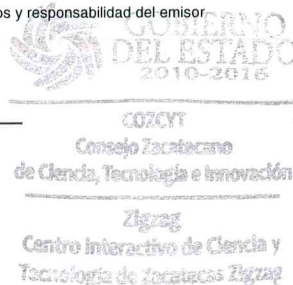 os y responsabilidad del emisor
GOBIERNO
DEL ESTADO
2010-2016
COZCYT
Consejo Zacatecano
de Ciencia, Tecnología e Innovación
Zigzag
Centro Interactivo de Ciencia y
Tecnología de Zacatecas Zigzag